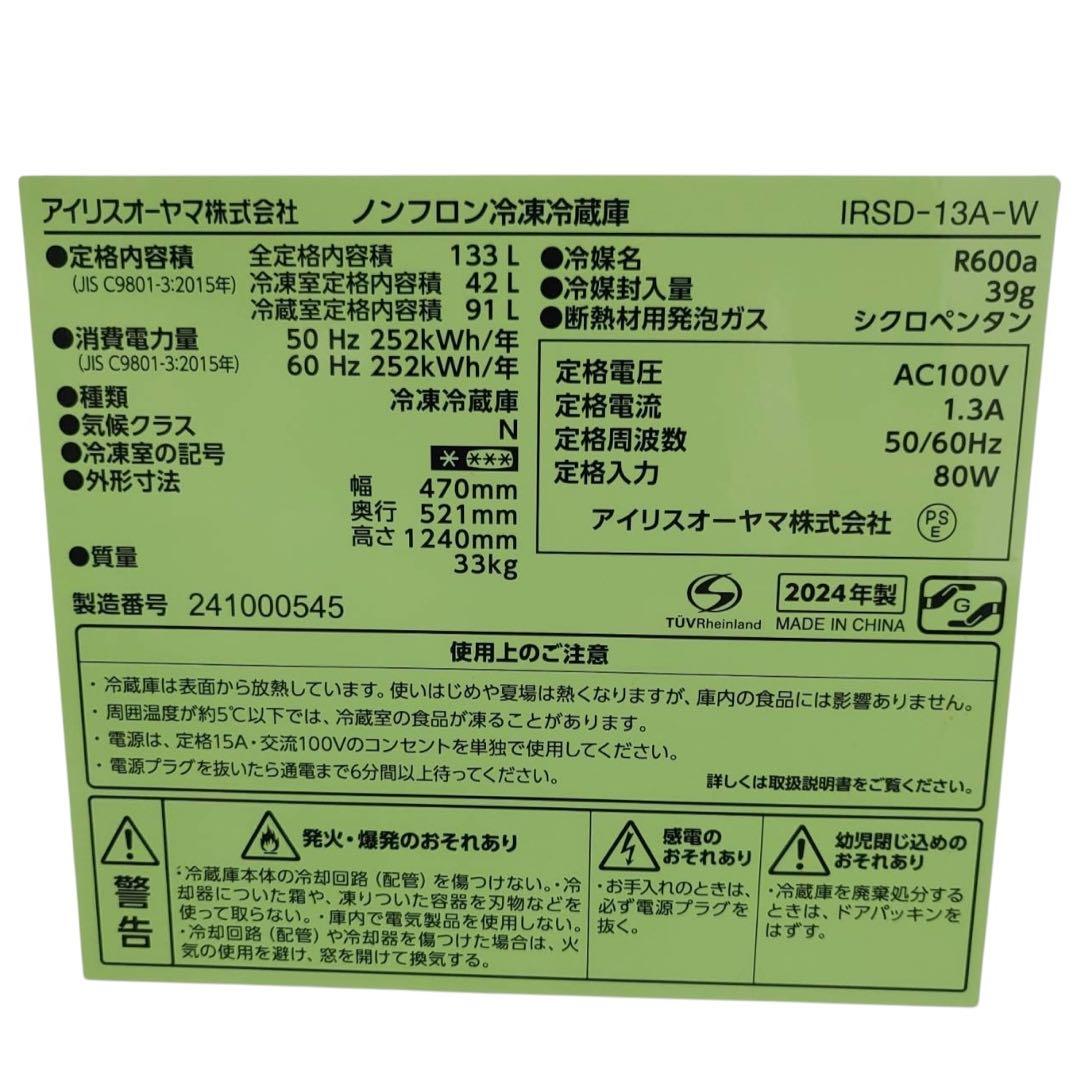 アイリスオーヤマ株式会社 ノンフロン冷凍冷蔵庫 IRSD-13A-W
●定格内容積 全定格内容積 133 L
(JIS C9801-3:2015年) 冷凍室定格内容積 42 L
冷蔵室定格内容積 91 L
●消費電力量 50 Hz 252kWh/年
(JIS C9801-3:2015年) 60 Hz 252kWh/年
●種類 冷凍冷蔵庫
●気候クラス N
●冷凍室の記号
●外形寸法 幅 470mm
奥行 521mm
高さ 1240mm
●質量 33kg
製造番号 241000545
●冷媒名 R600a
●冷媒封入量 39g
●断熱材用発泡ガス シクロペンタン
定格電圧 AC100V
定格電流 1.3A
定格周波数 50/60Hz
定格入力 80W
アイリスオーヤマ株式会社 PSE
TÜVRheinland
2024年製
MADE IN CHINA
G
使用上のご注意
・冷蔵庫は表面から放熱しています。使いはじめや夏場は熱くなりますが、庫内の食品には影響ありません。
・周囲温度が約5℃以下では、冷蔵室の食品が凍ることがあります。
・電源は、定格15A・交流100Vのコンセントを単独で使用してください。
・電源プラグを抜いたら通電まで6分間以上待ってください。
詳しくは取扱説明書をご覧ください。
警告
発火・爆発のおそれあり
・冷蔵庫本体の冷却回路（配管）を傷つけない。・冷
却器についた霜や、凍りついた容器を刃物などを
使って取らない。・庫内で電気製品を使用しない。
・冷却回路（配管）や冷却器を傷つけた場合は、火
気の使用を避け、窓を開けて換気する。
感電の
おそれあり
・お手入れのときは、
必ず電源プラグを
抜く。
幼児閉じ込めの
おそれあり
・冷蔵庫を廃棄処分する
ときは、ドアパッキンを
はずす。